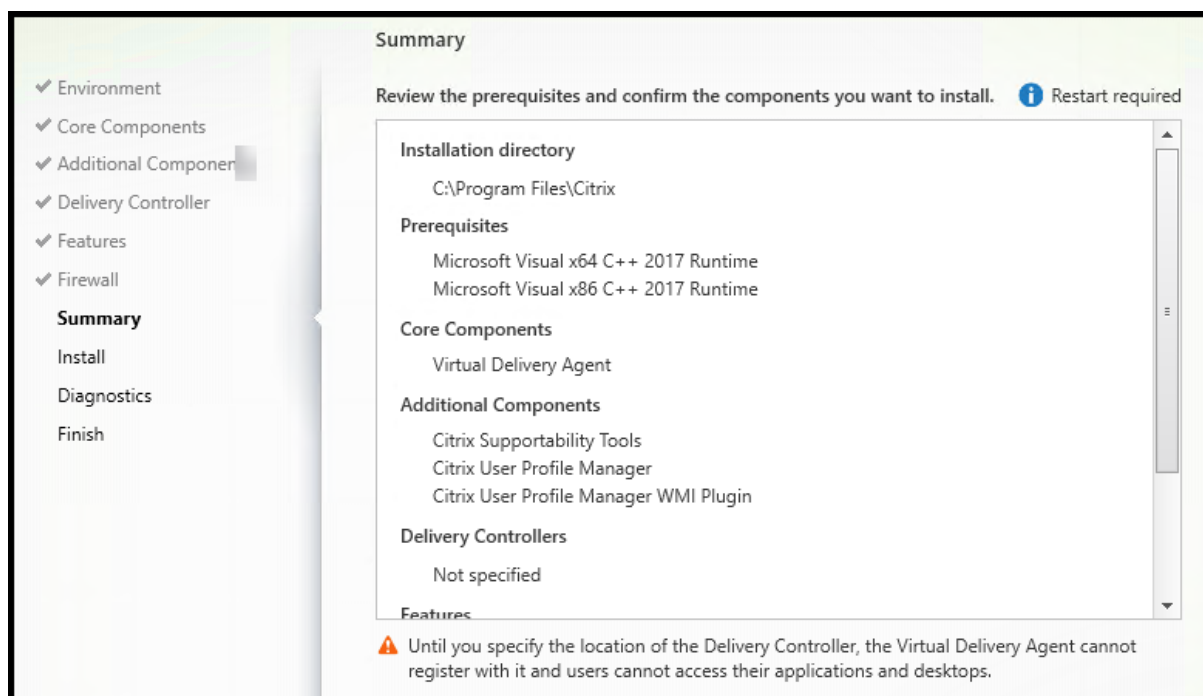 Summary
Environment
Core Components
Additional
Delivery Controller
Features
Firewall
Summary
Install
Diagnostics
Finish
Review the prerequisites and confirm the components you want to install.
Restart required
Installation directory
C:\Program Files\Citrix
Prerequisites
Microsoft Visual x64 C++ 2017 Runtime
Microsoft Visual x86 C++ 2017 Runtime
Core Components
Virtual Delivery Agent
Additional Components
Citrix Supportability Tools
Citrix User Profile Manager
Citrix User Profile Manager WMI Plugin
Delivery Controllers
Not specified
Features
Until you specify the location of the Delivery Controller, the Virtual Delivery Agent cannot
register with it and users cannot access their applications and desktops.